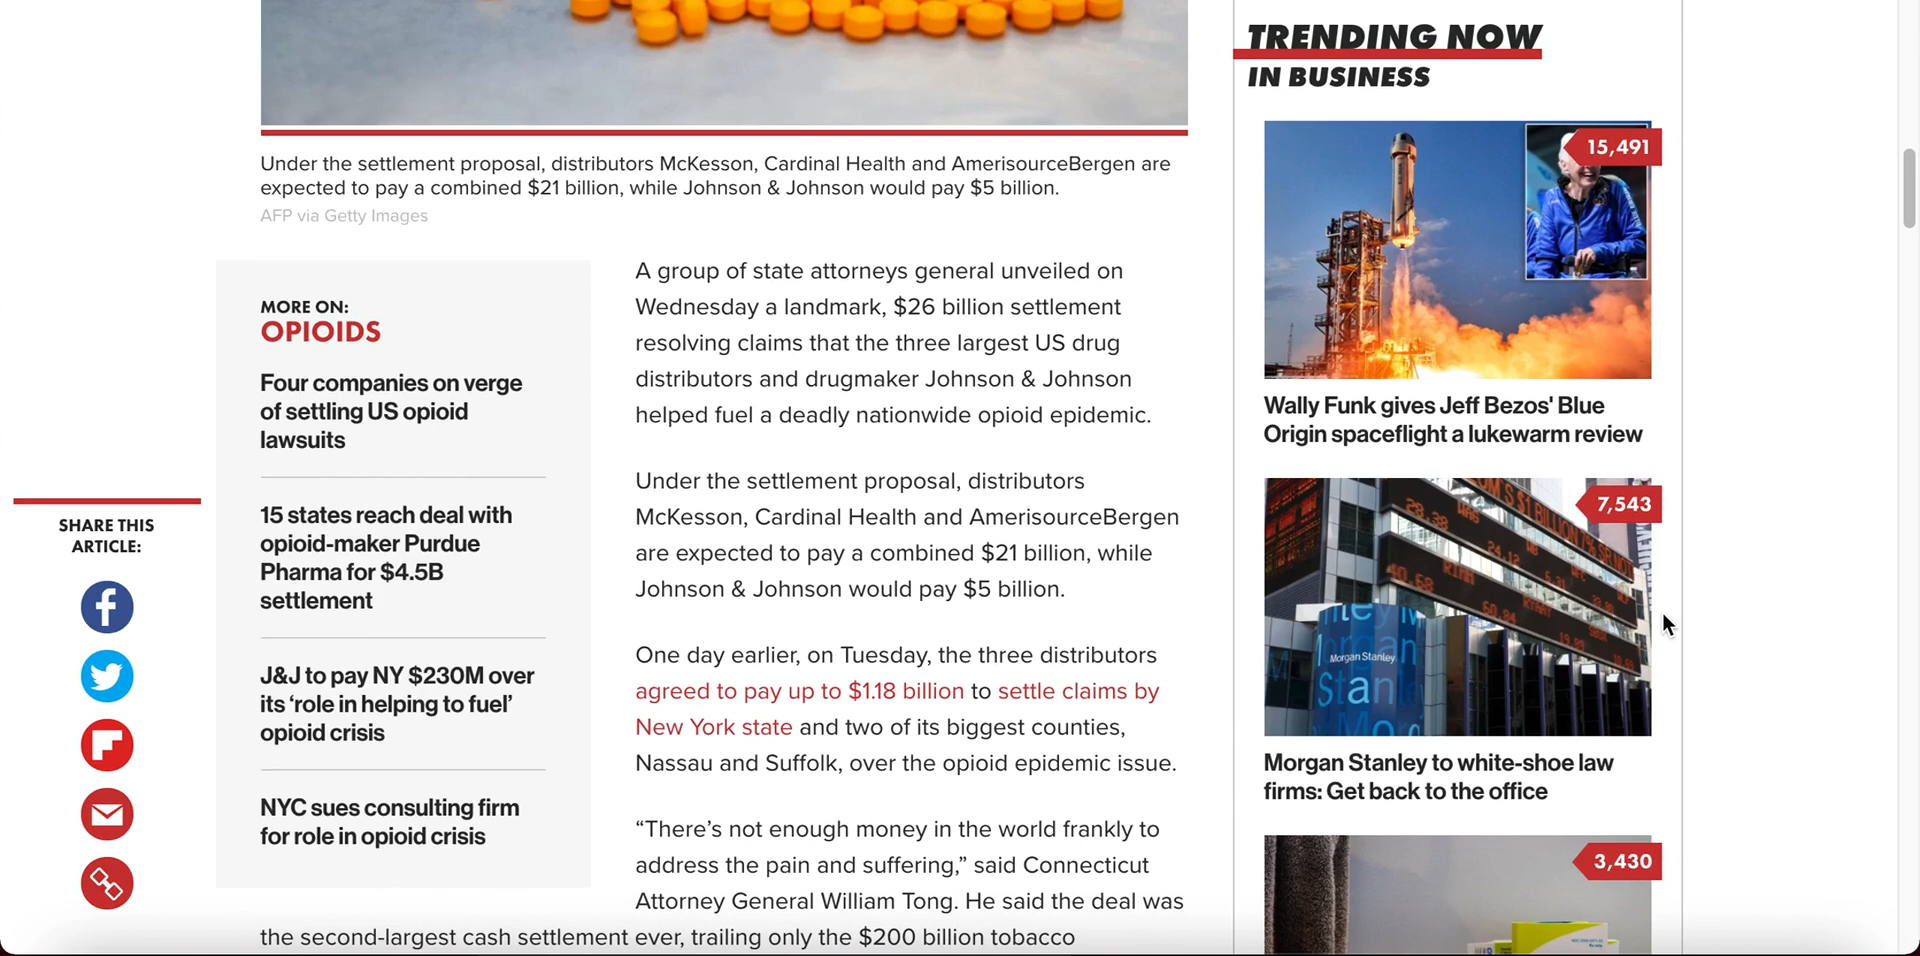 Under the settlement proposal, distributors McKesson, Cardinal Health and AmerisourceBergen are
expected to pay a combined $21 billion, while Johnson & Johnson would pay $5 billion.
AFP via Getty Images
SHARE THIS
ARTICLE:
MORE ON:
OPIOIDS
Four companies on verge
of settling US opioid
lawsuits
15 states reach deal with
opioid-maker Purdue
Pharma for $4.5B
settlement
J&J to pay NY $230M over
its ‘role in helping to fuel’
opioid crisis
NYC sues consulting firm
for role in opioid crisis
A group of state attorneys general unveiled on
Wednesday a landmark, $26 billion settlement
resolving claims that the three largest US drug
distributors and drugmaker Johnson & Johnson
helped fuel a deadly nationwide opioid epidemic.
Under the settlement proposal, distributors
McKesson, Cardinal Health and AmerisourceBergen
are expected to pay a combined $21 billion, while
Johnson & Johnson would pay $5 billion.
One day earlier, on Tuesday, the three distributors
agreed to pay up to $1.18 billion to settle claims by
New York state and two of its biggest counties,
Nassau and Suffolk, over the opioid epidemic issue.
“There’s not enough money in the world frankly to
address the pain and suffering,” said Connecticut
Attorney General William Tong. He said the deal was
the second-largest cash settlement ever, trailing only the $200 billion tobacco
TRENDING NOW
IN BUSINESS
15,491
Wally Funk gives Jeff Bezos' Blue
Origin spaceflight a lukewarm review
7,543
Morgan Stanley
Stan
Morgan Stanley to white-shoe law
firms: Get back to the office
3,430